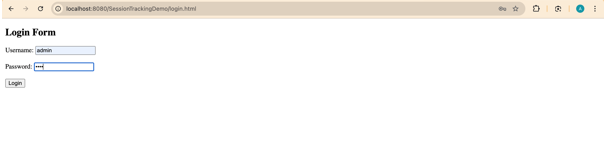 localhost:8080/SessionTrackingDemo/login.html
Login Form
Username: admin
Password: ••••
Login